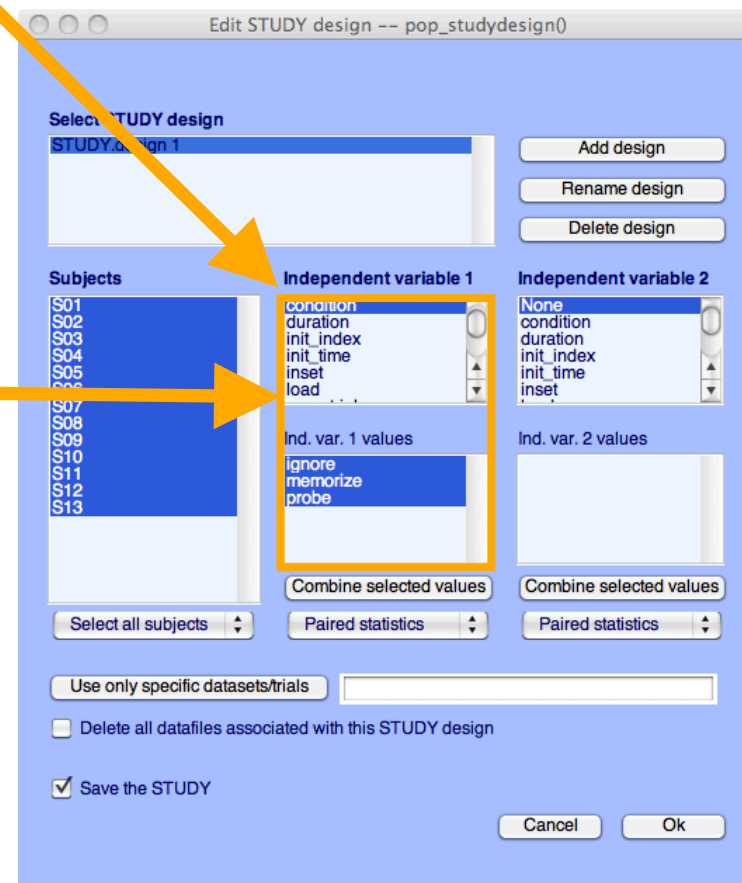 Edit STUDY design -- pop_studydesign()
Select STUDY design
STUDY.design 1
Add design
Rename design
Delete design
Subjects
S01
S02
S03
S04
S05
S06
S07
S08
S09
S10
S11
S12
S13
Select all subjects
Independent variable 1
condition
duration
init_index
init_time
inset
load
Ind. var. 1 values
ignore
memorize
probe
Combine selected values
Paired statistics
Independent variable 2
None
condition
duration
init_index
init_time
inset
Ind. var. 2 values
Combine selected values
Paired statistics
Use only specific datasets/trials
Delete all datafiles associated with this STUDY design
Save the STUDY
Cancel
Ok